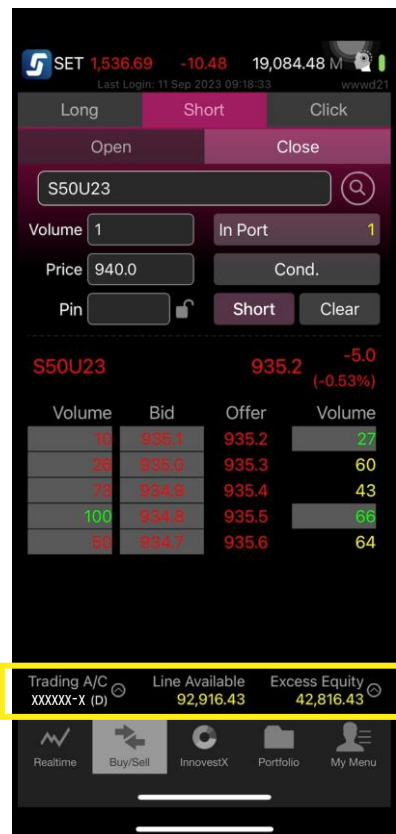 SET 1,536.69 -10.48 19,084.48 M
Last Login: 11 Sep 2023 09:18:33 wwwd21
Long Short Click
Open Close
S50U23
Volume 1 In Port 1
Price 940.0 Cond.
Pin Short Clear
S50U23 935.2 -5.0
(-0.53%)
Volume Bid Offer Volume
10 935.1 935.2 27
26 935.0 935.3 60
73 934.9 935.4 43
100 934.8 935.5 66
50 934.7 935.6 64
Trading A/C Line Available Excess Equity
XXXXXX-X (D) 92,916.43 42,816.43
Realtime Buy/Sell InnovestX Portfolio My Menu